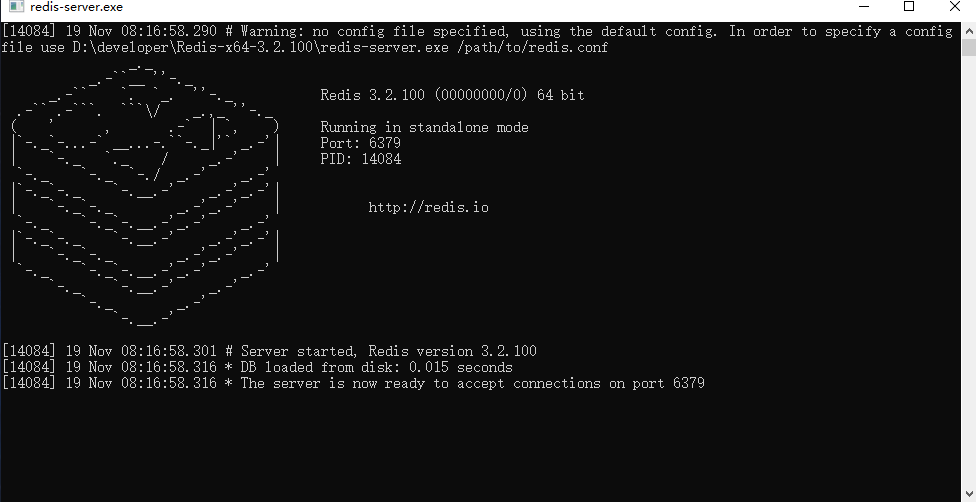 redis-server.exe
[14084] 19 Nov 08:16:58.290 # Warning: no config file specified, using the default config. In order to specify a config
file use D:\developer\Redis-x64-3.2.100\redis-server.exe /path/to/redis.conf
Redis 3.2.100 (00000000/0) 64 bit
Running in standalone mode
Port: 6379
PID: 14084
http://redis.io
[14084] 19 Nov 08:16:58.301 # Server started, Redis version 3.2.100
[14084] 19 Nov 08:16:58.316 * DB loaded from disk: 0.015 seconds
[14084] 19 Nov 08:16:58.316 * The server is now ready to accept connections on port 6379